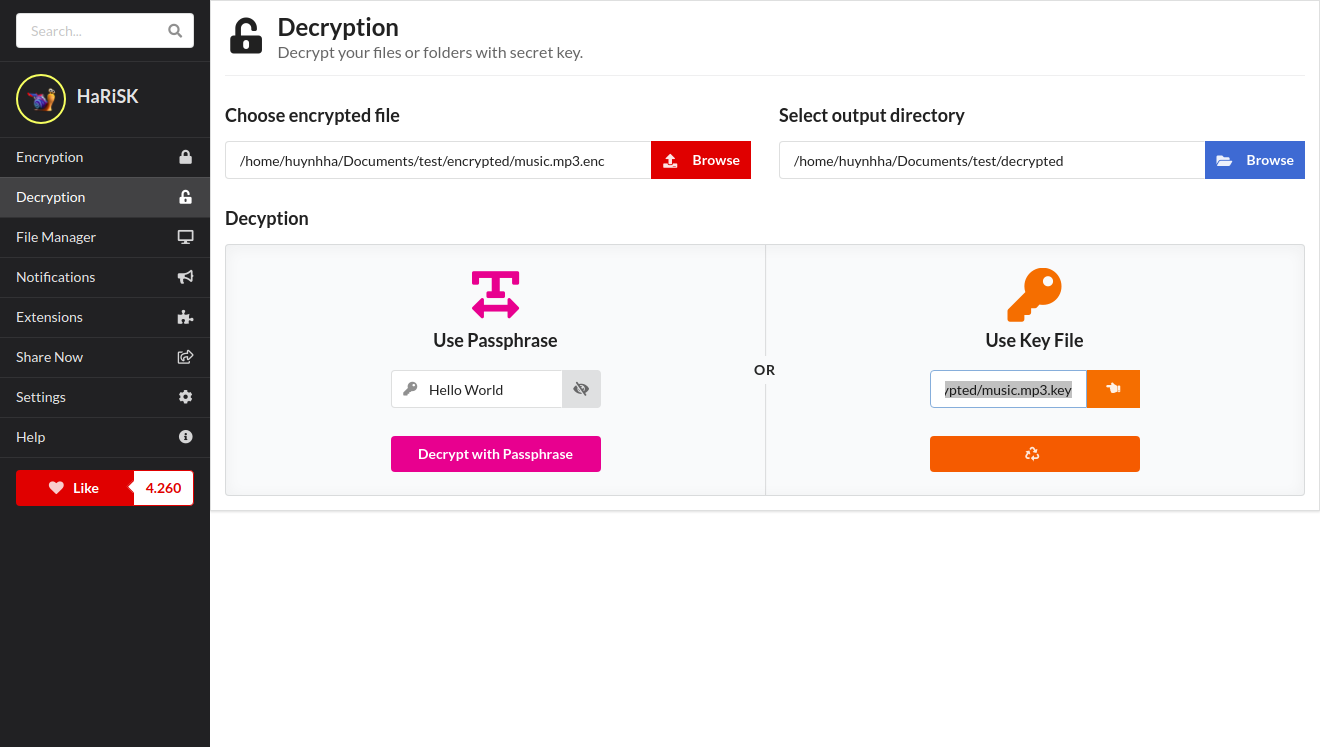 Search...
HaRiSK
Encryption
Decryption
File Manager
Notifications
Extensions
Share Now
Settings
Help
Like
4.260
Decryption
Decrypt your files or folders with secret key.
Choose encrypted file
/home/huynhha/Documents/test/encrypted/music.mp3.enc
Browse
Select output directory
/home/huynhha/Documents/test/decrypted
Browse
Decyption
Use Passphrase
Hello World
Decrypt with Passphrase
OR
Use Key File
ypted/music.mp3.key